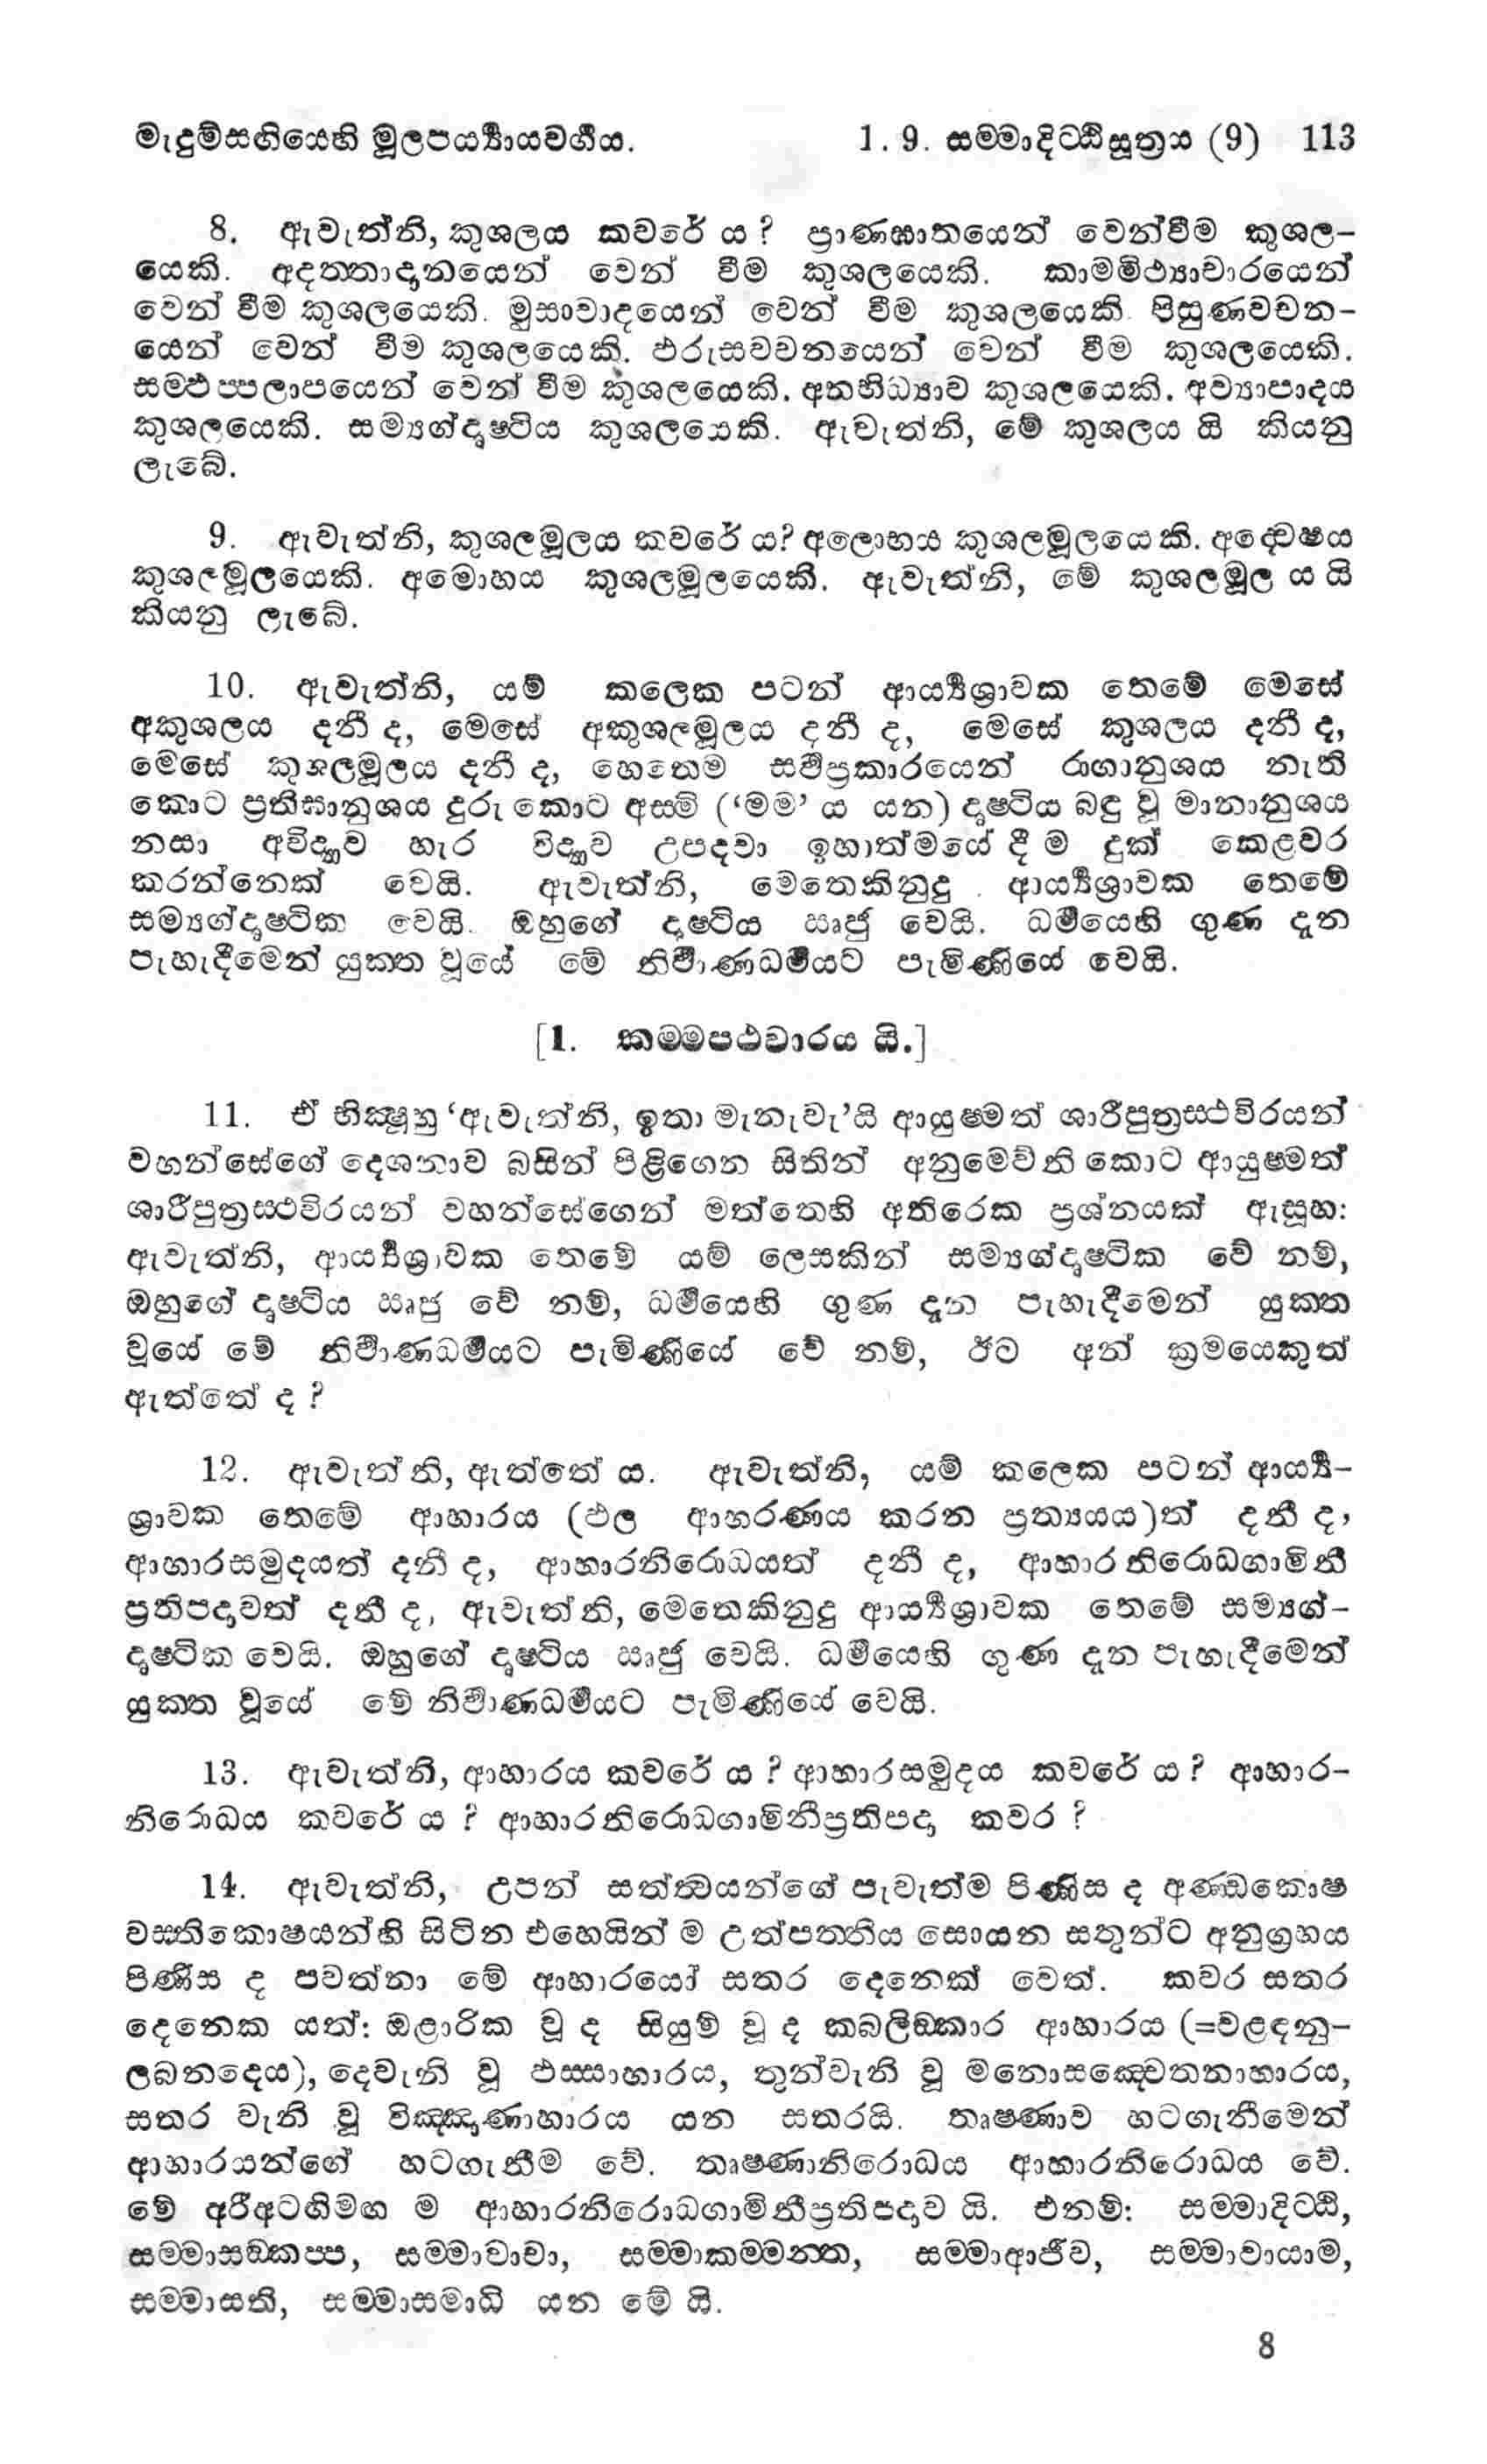 මැදුම්සඟියෙහි මූලපර්‍ය්‍යායවර්‍ගය. 1. 9. සම්මාදිට්ඨිසූත්‍රය (9) 113
8. ඇවැත්නි, කුශලය කවරේ ය? ප්‍රාණඝාතයෙන් වෙන්වීම කුශල-
යෙකි. අදත්තාදානයෙන් වෙන් වීම කුශලයෙකි. කාමමිථ්‍යාචාරයෙන්
වෙන් වීම කුශලයෙකි. මුසාවාදයෙන් වෙන් වීම කුශලයෙකි. පිසුණවචන-
යෙන් වෙන් වීම කුශලයෙකි. ඵරුසවචනයෙන් වෙන් වීම කුශලයෙකි.
සම්ඵප්පලාපයෙන් වෙන් වීම කුශලයෙකි. අනභිධ්‍යාව කුශලයෙකි. අව්‍යාපාදය
කුශලයෙකි. සම්‍යග්දෘෂ්ටිය කුශලයෙකි. ඇවැත්නි, මේ කුශලය යි කියනු
ලැබේ.
9. ඇවැත්නි, කුශලමූලය කවරේ ය? අලොභය කුශලමූලයෙකි. අද්වේෂය
කුශලමූලයෙකි. අමොහය කුශලමූලයෙකි. ඇවැත්නි, මේ කුශලමූල ය යි
කියනු ලැබේ.
10. ඇවැත්නි, යම් කලෙක පටන් ආර්‍ය්‍යශ්‍රාවක තෙමේ මෙසේ
අකුශලය දනී ද, මෙසේ අකුශලමූලය දනී ද, මෙසේ කුශලය දනී ද,
මෙසේ කුශලමූලය දනී ද, හෙතෙම සර්‍වප්‍රකාරයෙන් රාගානුශය නැති
කොට ප්‍රතිඝානුශය දුරු කොට අස්මි (‘මම’ ය යන) දෘෂ්ටිය බඳු වූ මානානුශය
නසා අවිද්‍යාව හැර විද්‍යාව උපදවා ඉහාත්මයේ දී ම දුක් කෙළවර
කරන්නෙක් වෙයි. ඇවැත්නි, මෙතෙකිනුදු ආර්‍ය්‍යශ්‍රාවක තෙමේ
සම්‍යග්දෘෂ්ටික වෙයි. ඔහුගේ දෘෂ්ටිය ඍජු වෙයි. ධර්‍මයෙහි ගුණ දැන
පැහැදීමෙන් යුක්ත වූයේ මේ නිර්‍වාණධර්‍මයට පැමිණියේ වෙයි.
[1. කම්මපථවාරය යි.]
11. ඒ භික්‍ෂූහු ‘ඇවැත්නි, ඉතා මැනැවැ’යි ආයුෂ්මත් ශාරීපුත්‍රස්ථවිරයන්
වහන්සේගේ දෙශනාව බසින් පිළිගෙන සිතින් අනුමෙවිනි කොට ආයුෂ්මත්
ශාරීපුත්‍රස්ථවිරයන් වහන්සේගෙන් මත්තෙහි අතිරෙක ප්‍රශ්නයක් ඇසූහ:
ඇවැත්නි, ආර්‍ය්‍යශ්‍රාවක තෙමේ යම් ලෙසකින් සම්‍යග්දෘෂ්ටික වේ නම්,
ඔහුගේ දෘෂ්ටිය ඍජු වේ නම්, ධර්‍මයෙහි ගුණ දැන පැහැදීමෙන් යුක්ත
වූයේ මේ නිර්‍වාණධර්‍මයට පැමිණියේ වේ නම්, ඊට අන් ක්‍රමයෙකුත්
ඇත්තේ ද?
12. ඇවැත්නි, ඇත්තේ ය. ඇවැත්නි, යම් කලෙක පටන් ආර්‍ය්‍ය-
ශ්‍රාවක තෙමේ ආහාරය (ඵල ආහරණය කරන ප්‍රත්‍යයය)ත් දනී ද,
ආහාරසමුදයත් දනී ද, ආහාරනිරොධයත් දනී ද, ආහාර නිරොධගාමිනී
ප්‍රතිපදාවත් දනී ද, ඇවැත්නි, මෙතෙකිනුදු ආර්‍ය්‍යශ්‍රාවක තෙමේ සම්‍යග්-
දෘෂ්ටික වෙයි. ඔහුගේ දෘෂ්ටිය ඍජු වෙයි. ධර්‍මයෙහි ගුණ දැන පැහැදීමෙන්
යුක්ත වූයේ මේ නිර්‍වාණධර්‍මයට පැමිණියේ වෙයි.
13. ඇවැත්නි, ආහාරය කවරේ ය? ආහාරසමුදය කවරේ ය? ආහාර-
නිරොධය කවරේ ය? ආහාරනිරොධගාමිනීප්‍රතිපදා කවර?
14. ඇවැත්නි, උපන් සත්ත්‍වයන්ගේ පැවැත්ම පිණිස ද අණ්ඩකොෂ
වස්තිකොෂයන්හි සිටින එහෙයින් ම උත්පත්තිය සොයන සතුන්ට අනුග්‍රහය
පිණිස ද පවත්නා මේ ආහාරයෝ සතර දෙනෙක් වෙත්. කවර සතර
දෙනෙක යත්: ඔළාරික වූ ද සියුම් වූ ද කබලිඞ්කාර ආහාරය (=වළඳනු-
ලබනදෙය), දෙවැනි වූ ඵස්සාහාරය, තුන්වැනි වූ මනොසඤ්චෙතනාහාරය,
සතර වැනි වූ විඤ්ඤාණාහාරය යන සතරයි. තෘෂ්ණාව හටගැනීමෙන්
ආහාරයන්ගේ හටගැනීම වේ. තෘෂ්ණානිරොධය ආහාරනිරොධය වේ.
මේ අරීඅටඟිමඟ ම ආහාරනිරොධගාමිනීප්‍රතිපදාව යි. එනම්: සම්මාදිට්ඨි,
සම්මාසඞ්කප්ප, සම්මාවාචා, සම්මාකම්මන්ත, සම්මාආජීව, සම්මාවායාම,
සම්මාසති, සම්මාසමාධි යන මේ යි.
8